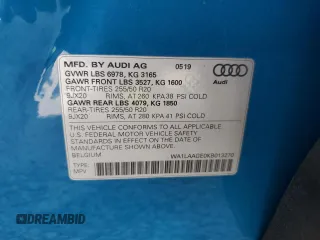 MFD. BY AUDI AG 05/19
GVWR LBS 6978, KG 3165
GAWR FRONT LBS 3527, KG 1600
FRONT-TIRES 255/50 R20
9JX20 RIMS, AT 260 KPA 38 PSI COLD
GAWR REAR LBS 4079, KG 1850
REAR-TIRES 255/50 R20
9JX20 RIMS, AT 280 KPA 41 PSI COLD
THIS VEHICLE CONFORMS TO ALL APPLICABLE
U.S. FEDERAL MOTOR VEHICLE SAFETY
STANDARDS IN EFFECT ON THE DATE OF
MANUFACTURE SHOWN ABOVE.
BELGIUM
TYPE:
MPV
Audi
DREAMBID